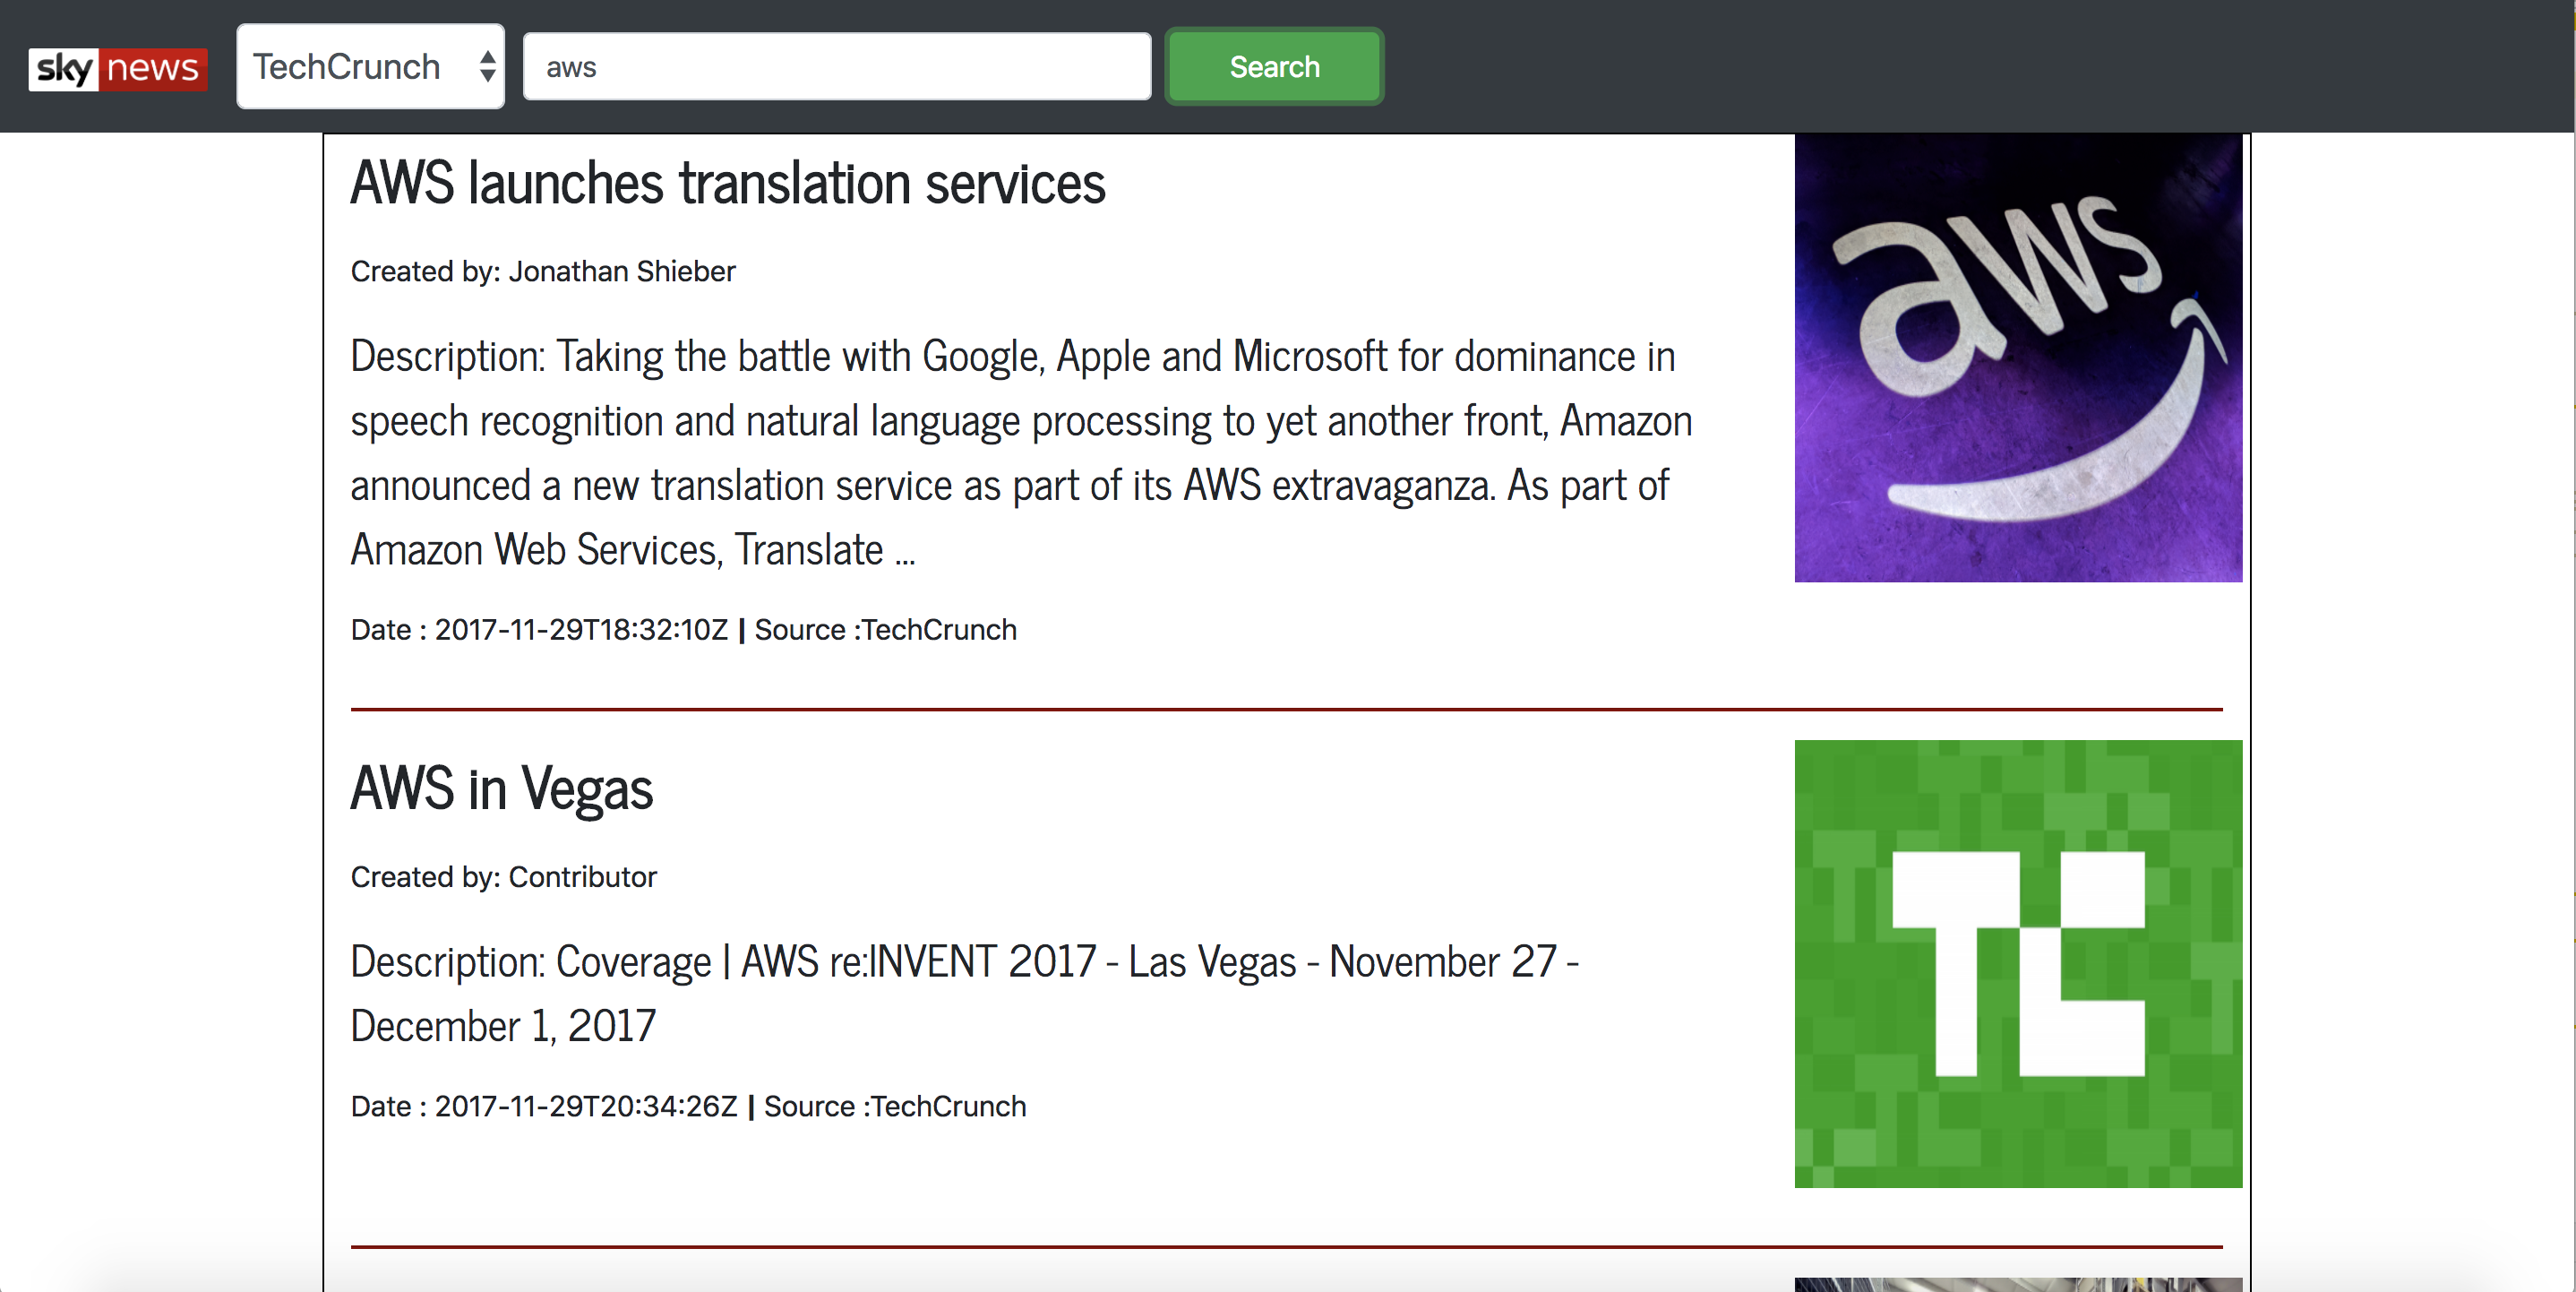 sky news
TechCrunch
aws
Search
AWS launches translation services
Created by: Jonathan Shieber
Description: Taking the battle with Google, Apple and Microsoft for dominance in
speech recognition and natural language processing to yet another front, Amazon
announced a new translation service as part of its AWS extravaganza. As part of
Amazon Web Services, Translate ...
Date : 2017-11-29T18:32:10Z | Source :TechCrunch
aws
AWS in Vegas
Created by: Contributor
Description: Coverage | AWS re:INVENT 2017 - Las Vegas - November 27 -
December 1, 2017
Date : 2017-11-29T20:34:26Z | Source :TechCrunch
TC